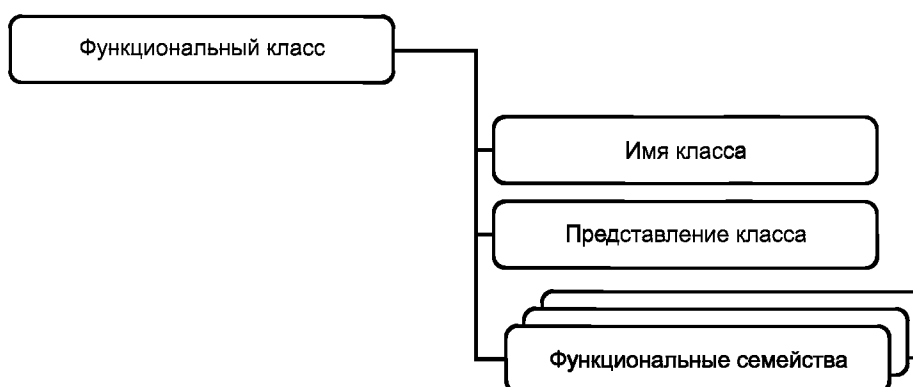 Функциональный класс
Имя класса
Представление класса
Функциональные семейства